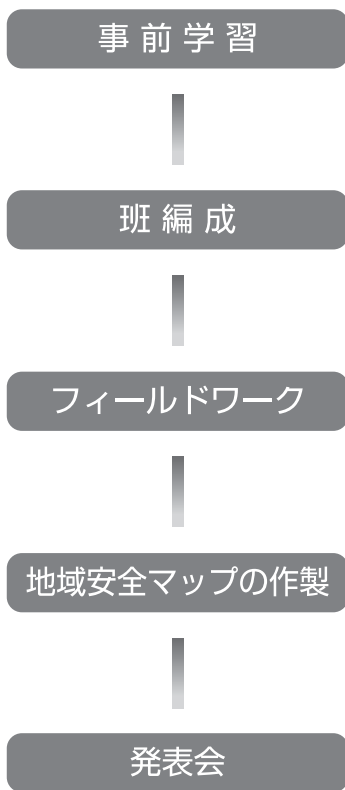 事前学習
班編成
フィールドワーク
地域安全マップの作製
発表会